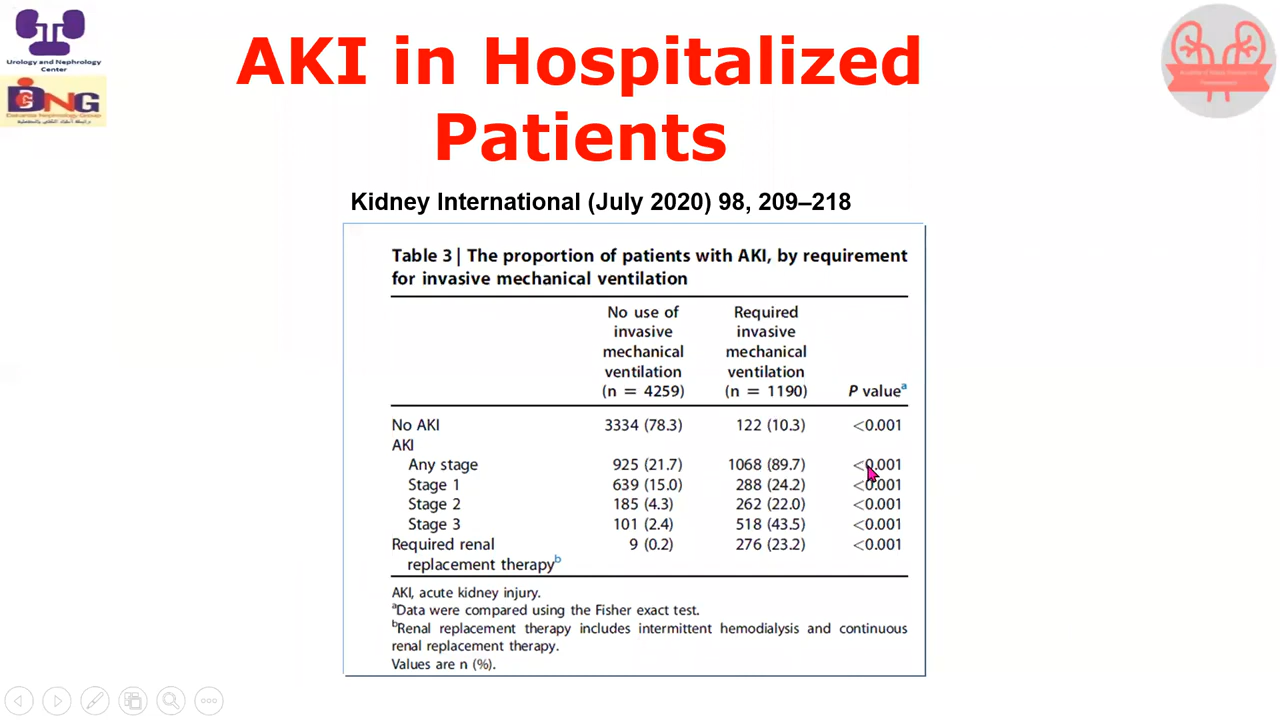 Urology and Nephrology
Center
AKI in Hospitalized
Patients
Kidney International (July 2020) 98, 209–218
Table 3 | The proportion of patients with AKI, by requirement
for invasive mechanical ventilation
No use of invasive mechanical ventilation (n = 4259) Required invasive mechanical ventilation (n = 1190) P valueᵃ
No AKI 3334 (78.3) 122 (10.3) <0.001
AKI
Any stage 925 (21.7) 1068 (89.7) <0.001
Stage 1 639 (15.0) 288 (24.2) <0.001
Stage 2 185 (4.3) 262 (22.0) <0.001
Stage 3 101 (2.4) 518 (43.5) <0.001
Required renal 9 (0.2) 276 (23.2) <0.001
replacement therapyᵇ
AKI, acute kidney injury.
ᵃData were compared using the Fisher exact test.
ᵇRenal replacement therapy includes intermittent hemodialysis and continuous
renal replacement therapy.
Values are n (%).